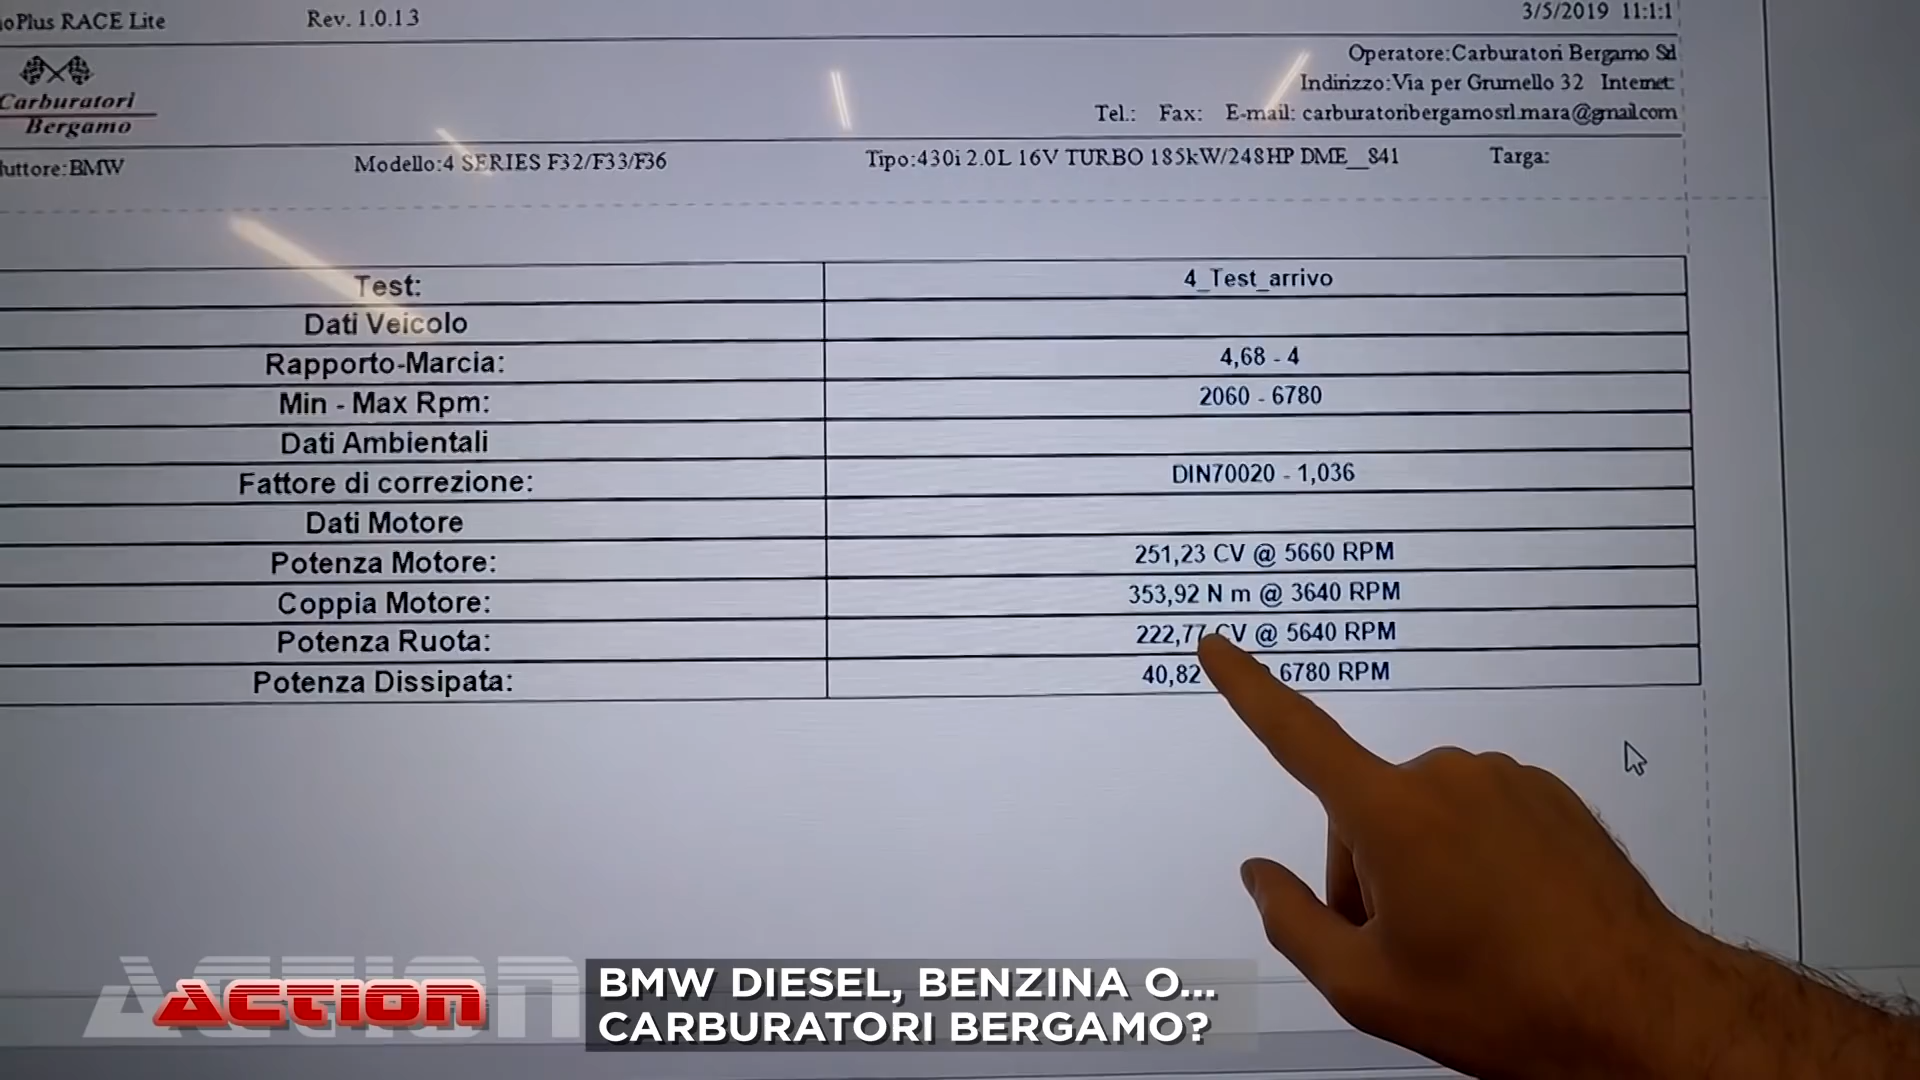 oPlus RACE Lite Rev. 1.0.13 3/5/2019 11:1:1
Carburatori
Bergamo
Operatore:Carburatori Bergamo Srl
Indirizzo:Via per Grumello 32 Internet:
Tel.: Fax: E-mail: carburatoribergamosrl.mara@gmail.com
duttore:BMW Modello:4 SERIES F32/F33/F36 Tipo:430i 2.0L 16V TURBO 185kW/248HP DME__841 Targa:
Test: 4_Test_arrivo
Dati Veicolo
Rapporto-Marcia: 4,68 - 4
Min - Max Rpm: 2060 - 6780
Dati Ambientali
Fattore di correzione: DIN70020 - 1,036
Dati Motore
Potenza Motore: 251,23 CV @ 5660 RPM
Coppia Motore: 353,92 N m @ 3640 RPM
Potenza Ruota: 222,77 CV @ 5640 RPM
Potenza Dissipata: 40,82 6780 RPM
ACTION
ACTION
BMW DIESEL, BENZINA O...
CARBURATORI BERGAMO?